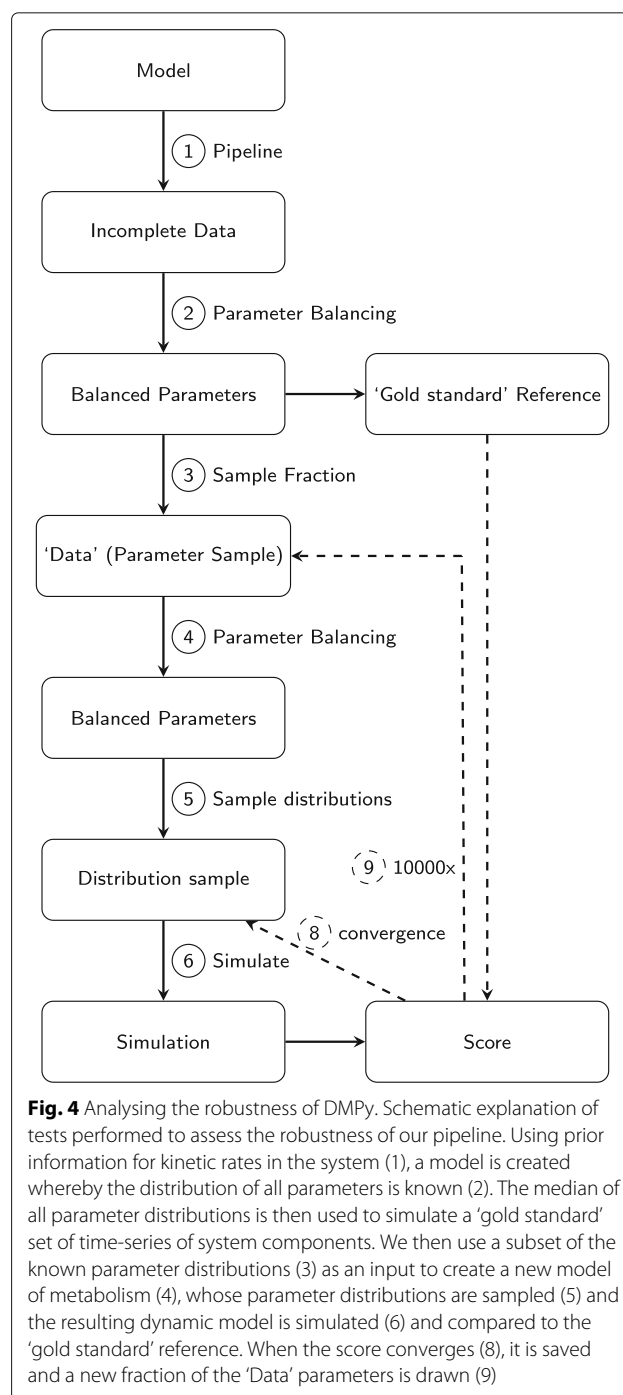 Model
1 Pipeline
Incomplete Data
2 Parameter Balancing
Balanced Parameters
‘Gold standard’ Reference
3 Sample Fraction
‘Data’ (Parameter Sample)
4 Parameter Balancing
Balanced Parameters
5 Sample distributions
9 10000x
Distribution sample
8 convergence
6 Simulate
Simulation
Score
Fig. 4 Analysing the robustness of DMPy. Schematic explanation of
tests performed to assess the robustness of our pipeline. Using prior
information for kinetic rates in the system (1), a model is created
whereby the distribution of all parameters is known (2). The median of
all parameter distributions is then used to simulate a ‘gold standard’
set of time-series of system components. We then use a subset of the
known parameter distributions (3) as an input to create a new model
of metabolism (4), whose parameter distributions are sampled (5) and
the resulting dynamic model is simulated (6) and compared to the
‘gold standard’ reference. When the score converges (8), it is saved
and a new fraction of the ‘Data’ parameters is drawn (9)